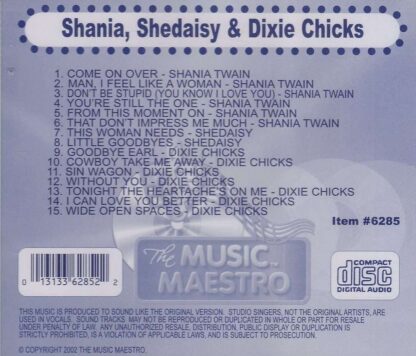 Shania, Shedaisy & Dixie Chicks
1. COME ON OVER - SHANIA TWAIN
2. MAN, I FEEL LIKE A WOMAN - SHANIA TWAIN
3. DON'T BE STUPID (YOU KNOW I LOVE YOU) - SHANIA TWAIN
4. YOU'RE STILL THE ONE - SHANIA TWAIN
5. FROM THIS MOMENT ON - SHANIA TWAIN
6. THAT DON'T IMPRESS ME MUCH - SHANIA TWAIN
7. THIS WOMAN NEEDS - SHEDAISY
8. LITTLE GOODBYES - SHEDAISY
9. GOODBYE EARL - DIXIE CHICKS
10. COWBOY TAKE ME AWAY - DIXIE CHICKS
11. SIN WAGON - DIXIE CHICKS
12. WITHOUT YOU - DIXIE CHICKS
13. TONIGHT THE HEARTACHE'S ON ME - DIXIE CHICKS
14. I CAN LOVE YOU BETTER - DIXIE CHICKS
15. WIDE OPEN SPACES - DIXIE CHICKS
Item #6285
The MUSIC MAESTRO
TM
0 13133 62852 2
COMPACT
disc
DIGITAL AUDIO
THIS MUSIC IS PRODUCED TO SOUND LIKE THE ORIGINAL VERSION. STUDIO SINGERS, NOT THE ORIGINAL ARTISTS, ARE
USED IN VOCALS. SOUND TRACKS MAY NOT BE REPRODUCED OR DUPLICATED IN WHOLE OR PART FOR RESALE
UNDER PENALTY OF LAW. ANY UNAUTHORIZED RESALE, DISTRIBUTION, PUBLIC DISPLAY OR DUPLICATION IS
STRICTLY PROHIBITED, IS A VIOLATION OF APPLICABLE LAWS, AND IS SUBJECT TO PROSECUTION.
© COPYRIGHT 2002 THE MUSIC MAESTRO.